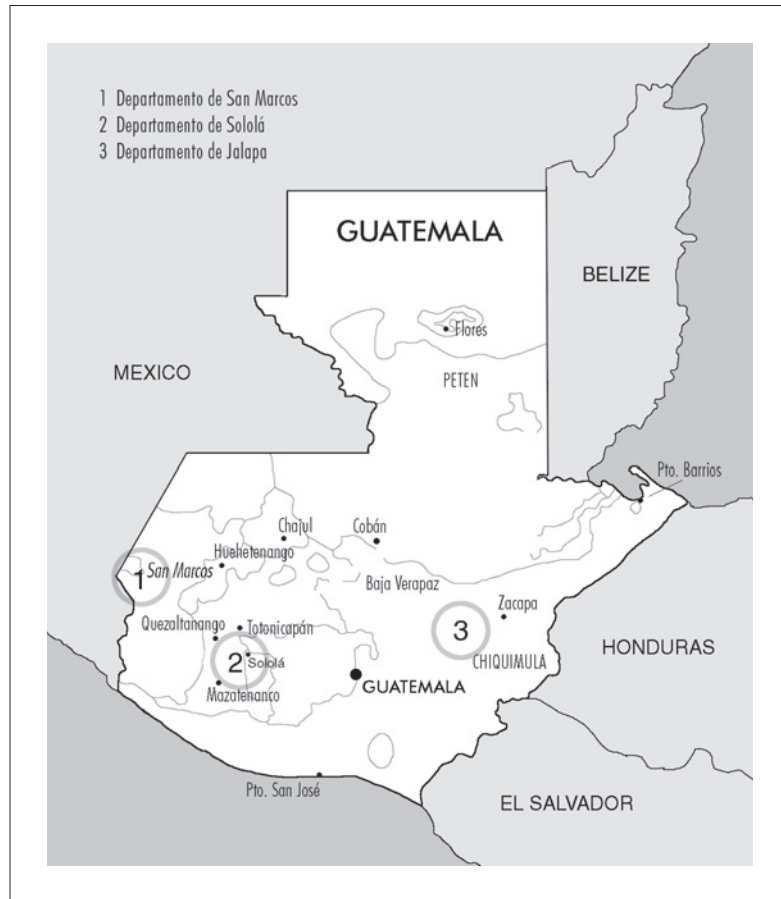 1 Departamento de San Marcos
2 Departamento de Sololá
3 Departamento de Jalapa
GUATEMALA
BELIZE
Flores
MEXICO
PETEN
Pto. Barrios
Chajul
Cobán
Huehetenango
1
San Marcos
Baja Verapaz
Zacapa
Quezaltanango
Totonicapán
3
HONDURAS
2
Sololá
CHIQUIMULA
Mazatenanco
GUATEMALA
Pto. San José
EL SALVADOR